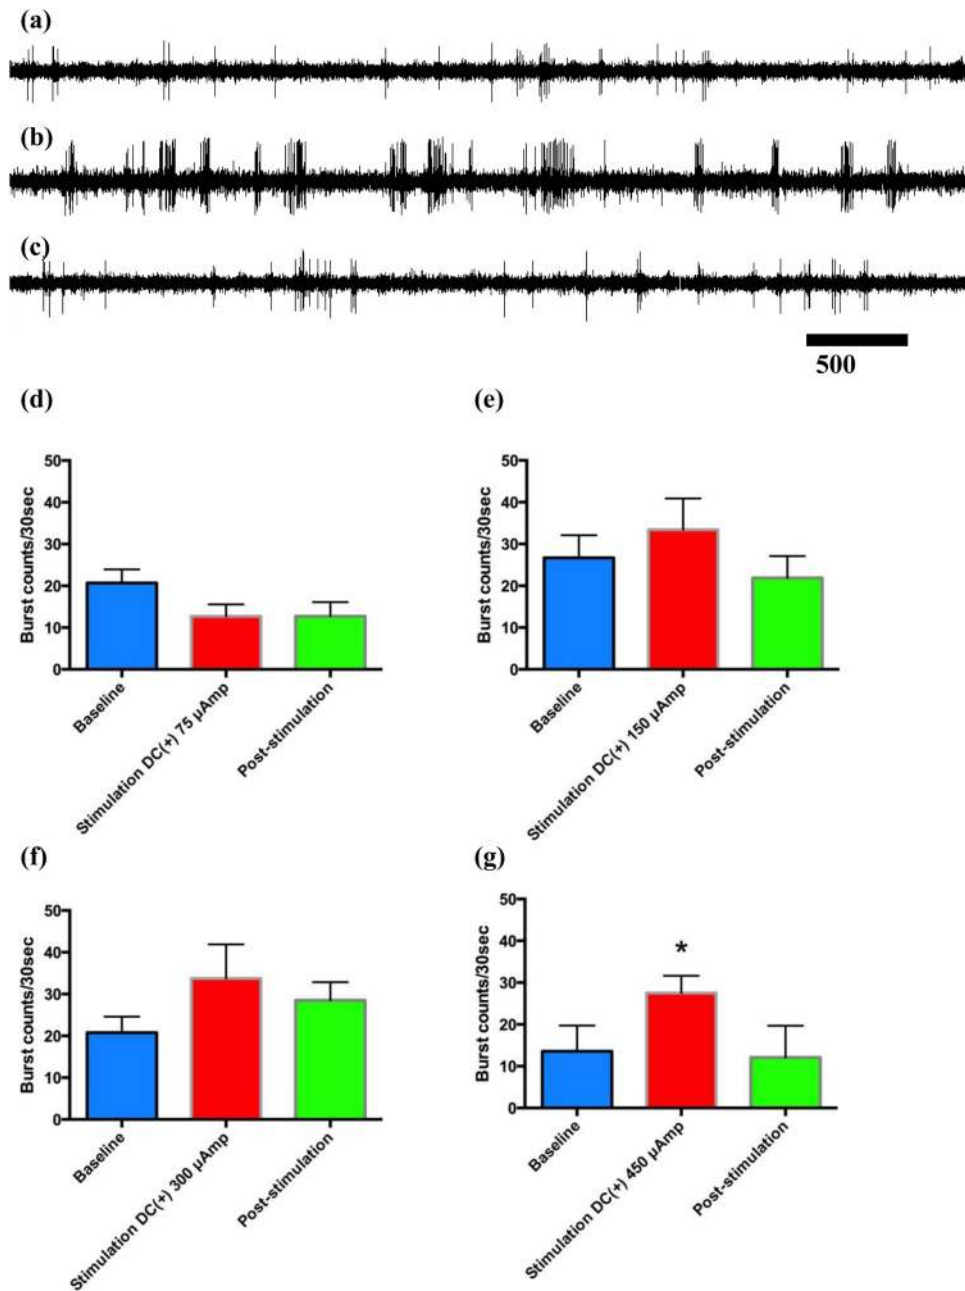 (a)
(b)
(c)
500
(d)
Burst counts/30sec
50
40
30
20
10
0
Baseline
Stimulation DC(+) 75 µAmp
Post-stimulation
(e)
Burst counts/30sec
50
40
30
20
10
0
Baseline
Stimulation DC(+) 150 µAmp
Post-stimulation
(f)
Burst counts/30sec
50
40
30
20
10
0
Baseline
Stimulation DC(+) 300 µAmp
Post-stimulation
(g)
Burst counts/30sec
50
40
30
20
10
0
*
Baseline
Stimulation DC(+) 450 µAmp
Post-stimulation